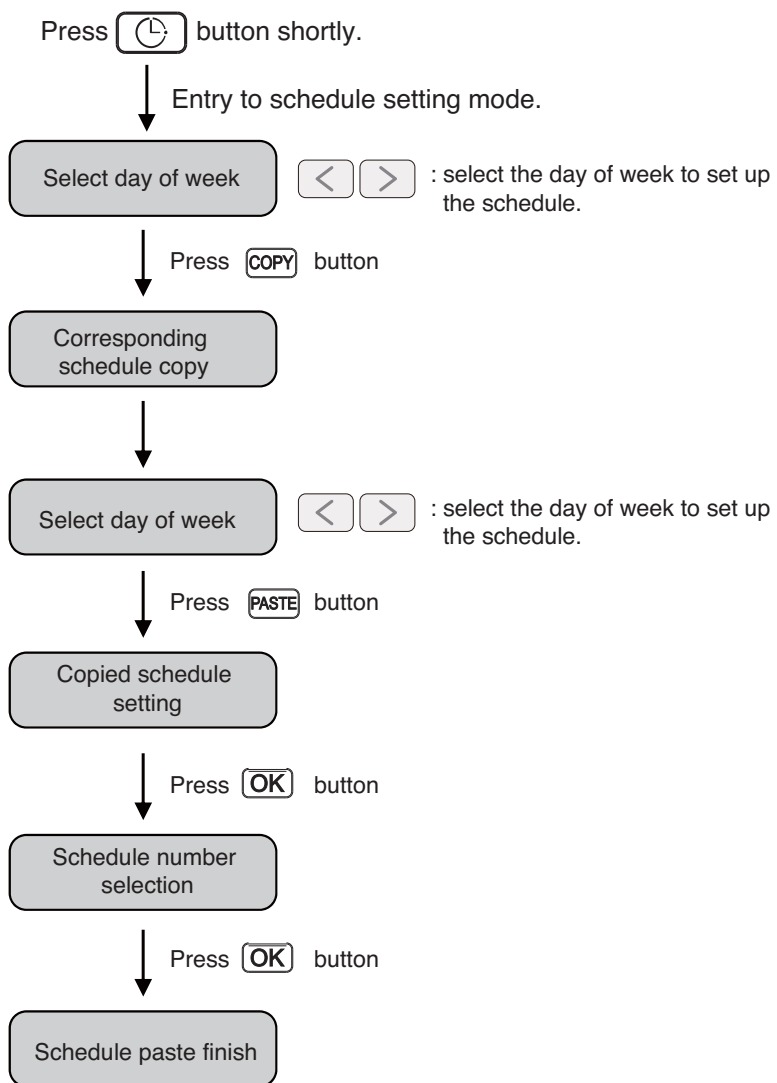 Press button shortly.
Entry to schedule setting mode.
Select day of week
: select the day of week to set up
the schedule.
Press COPY button
Corresponding
schedule copy
Select day of week
: select the day of week to set up
the schedule.
Press PASTE button
Copied schedule
setting
Press OK button
Schedule number
selection
Press OK button
Schedule paste finish